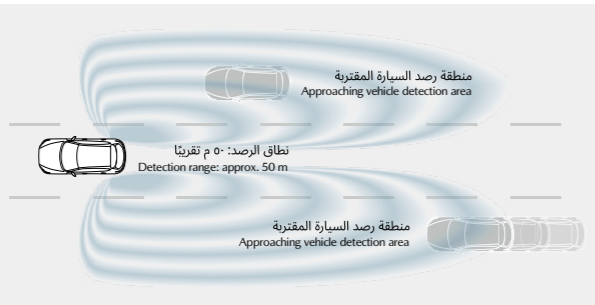 منطقة رصد السيارة المقتربة
Approaching vehicle detection area
نطاق الرصد: ٥٠ م تقريبًا
Detection range: approx. 50 m
منطقة رصد السيارة المقتربة
Approaching vehicle detection area